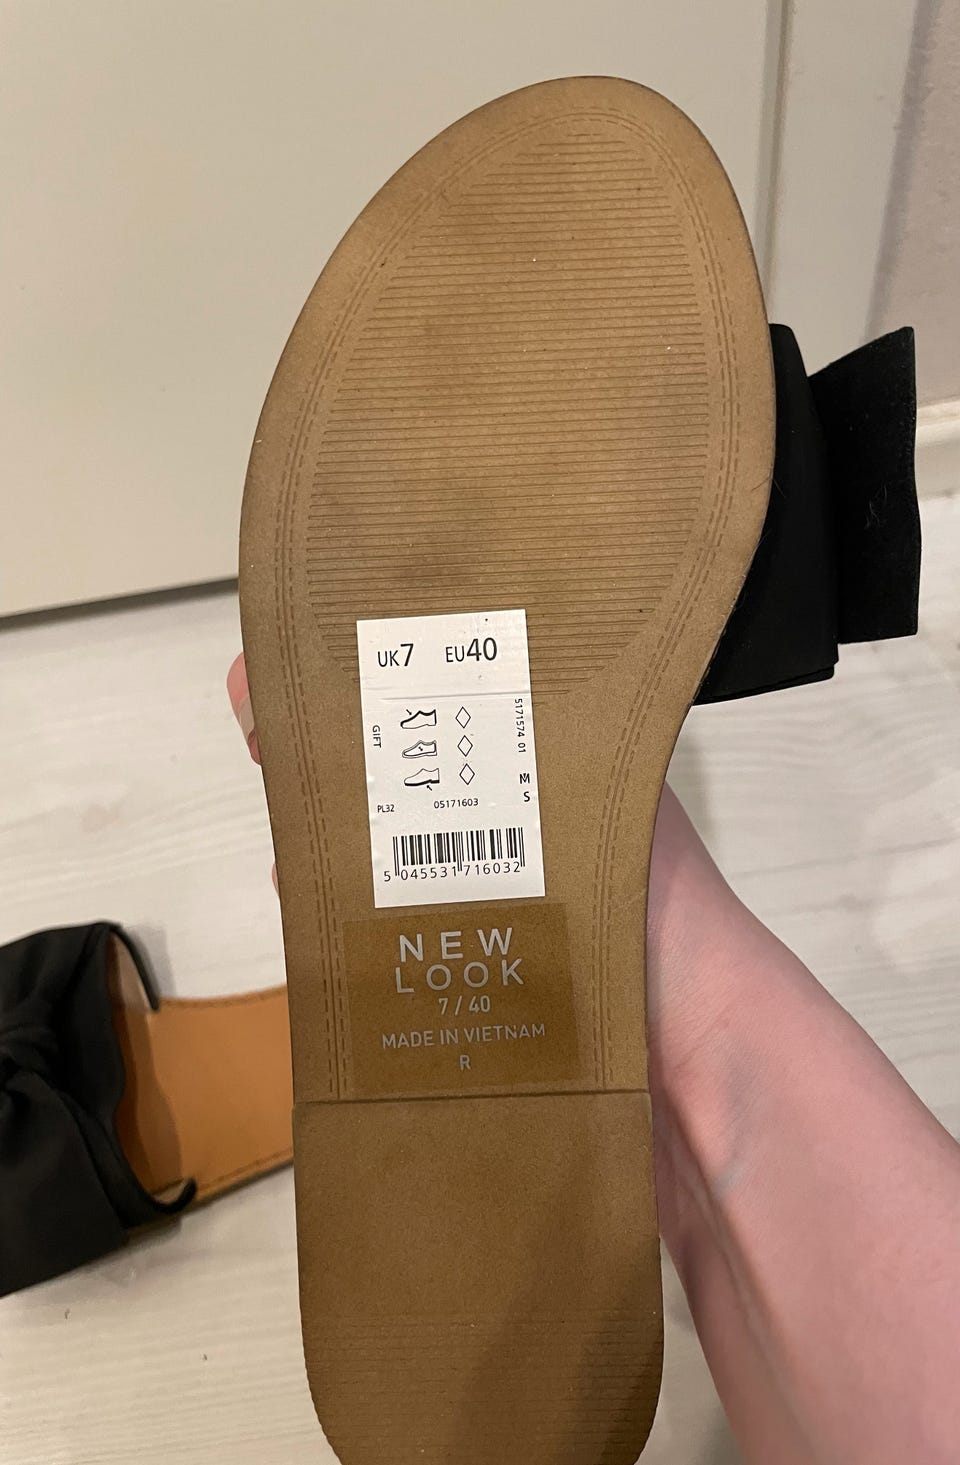 UK7 EU40
GIFT
5171574 01
M
S
PL32 05171603
5 045531 716032
NEW
LOOK
7 / 40
MADE IN VIETNAM
R